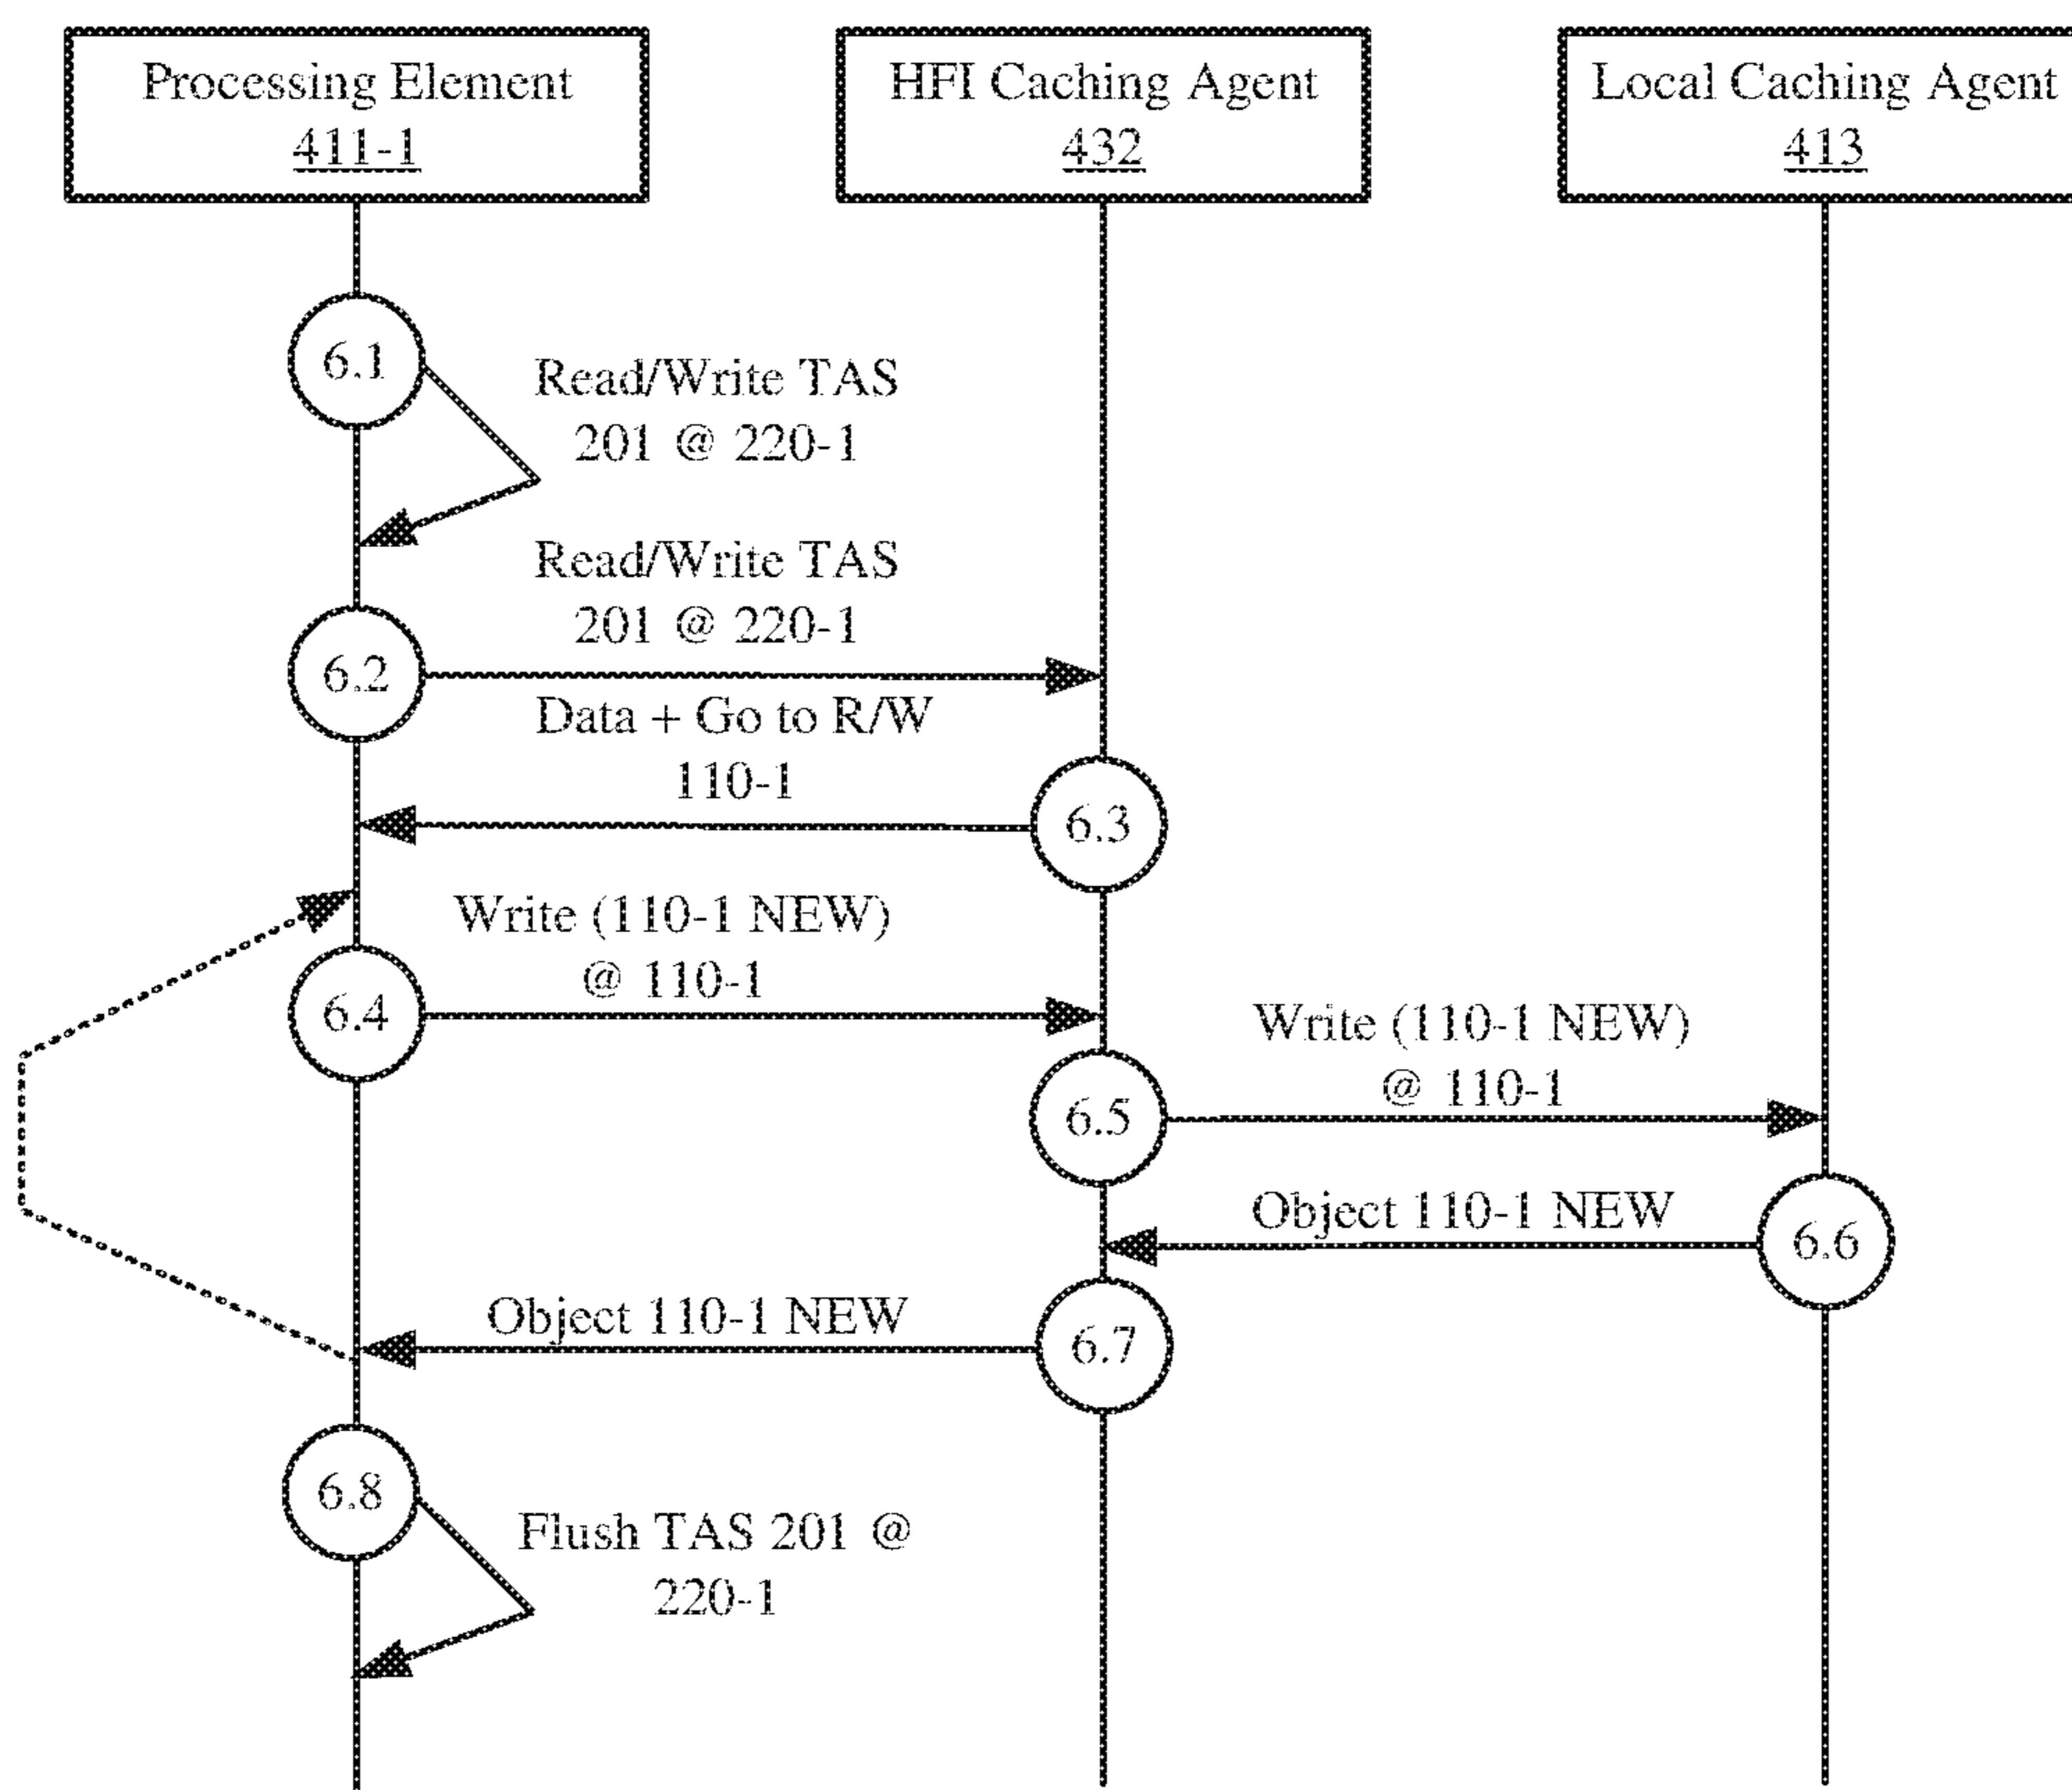 Processing Element
411-1
HFI Caching Agent
432
Local Caching Agent
413
6.1
Read/Write TAS
201 @ 220-1
Read/Write TAS
201 @ 220-1
6.2
Data + Go to R/W
110-1
6.3
Write (110-1 NEW)
@ 110-1
6.4
Write (110-1 NEW)
@ 110-1
6.5
Object 110-1 NEW
6.6
Object 110-1 NEW
6.7
6.8
Flush TAS 201 @
220-1